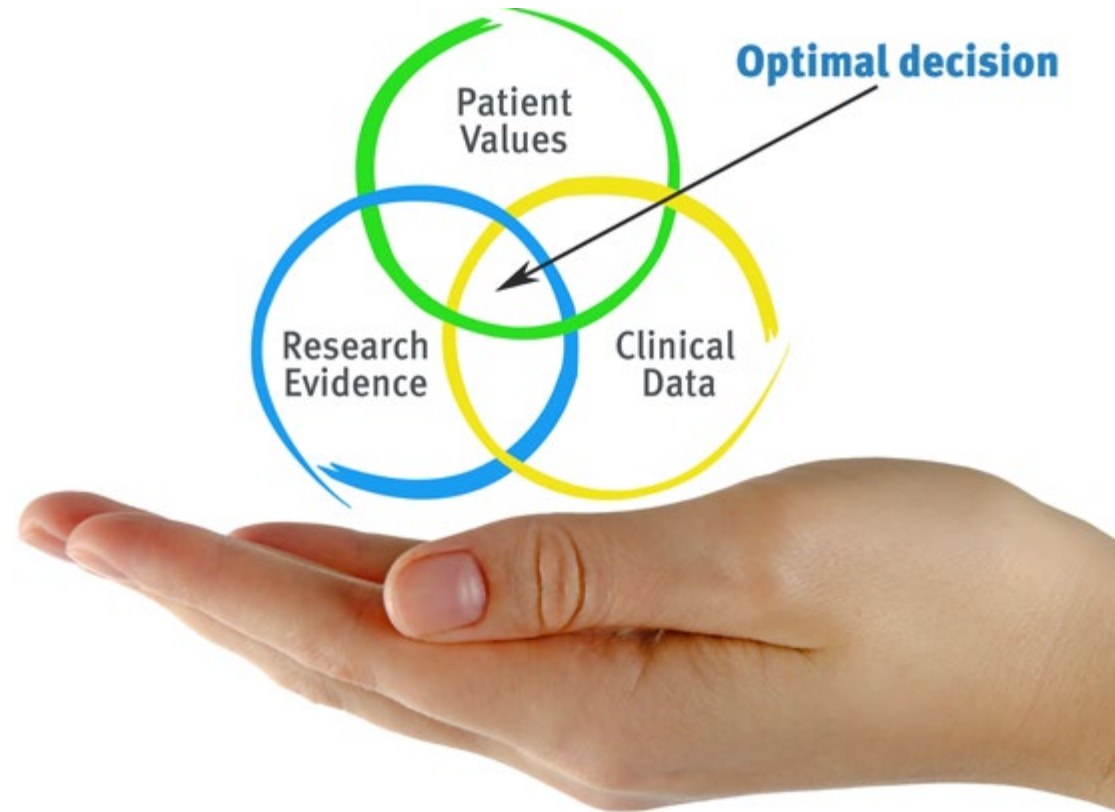 Optimal decision
Patient
Values
Research
Evidence
Clinical
Data